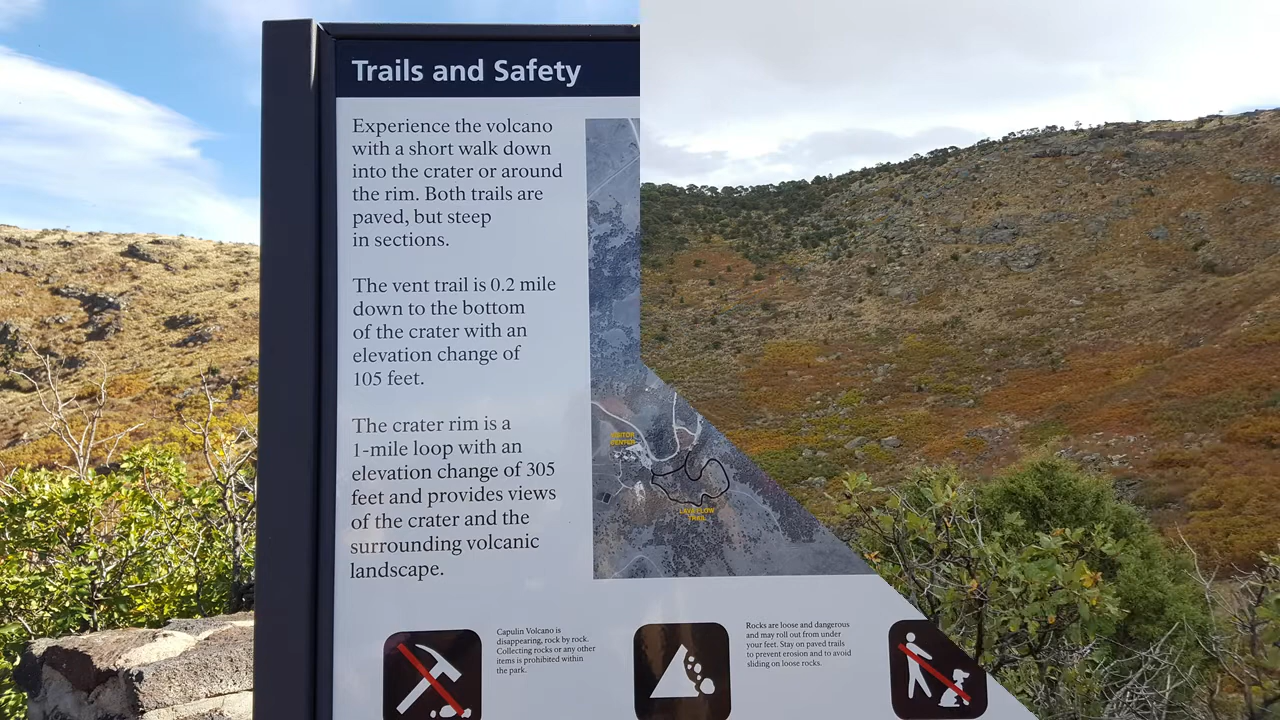 Trails and Safety
Experience the volcano
with a short walk down
into the crater or around
the rim. Both trails are
paved, but steep
in sections.
The vent trail is 0.2 mile
down to the bottom
of the crater with an
elevation change of
105 feet.
The crater rim is a
1-mile loop with an
elevation change of 305
feet and provides views
of the crater and the
surrounding volcanic
landscape.
VISITOR
CENTER
LAVA FLOW
TRAIL
Capulin Volcano is
disappearing, rock by rock.
Collecting rocks or any other
items is prohibited within
the park.
Rocks are loose and dangerous
and may roll out from under
your feet. Stay on paved trails
to prevent erosion and to avoid
sliding on loose rocks.